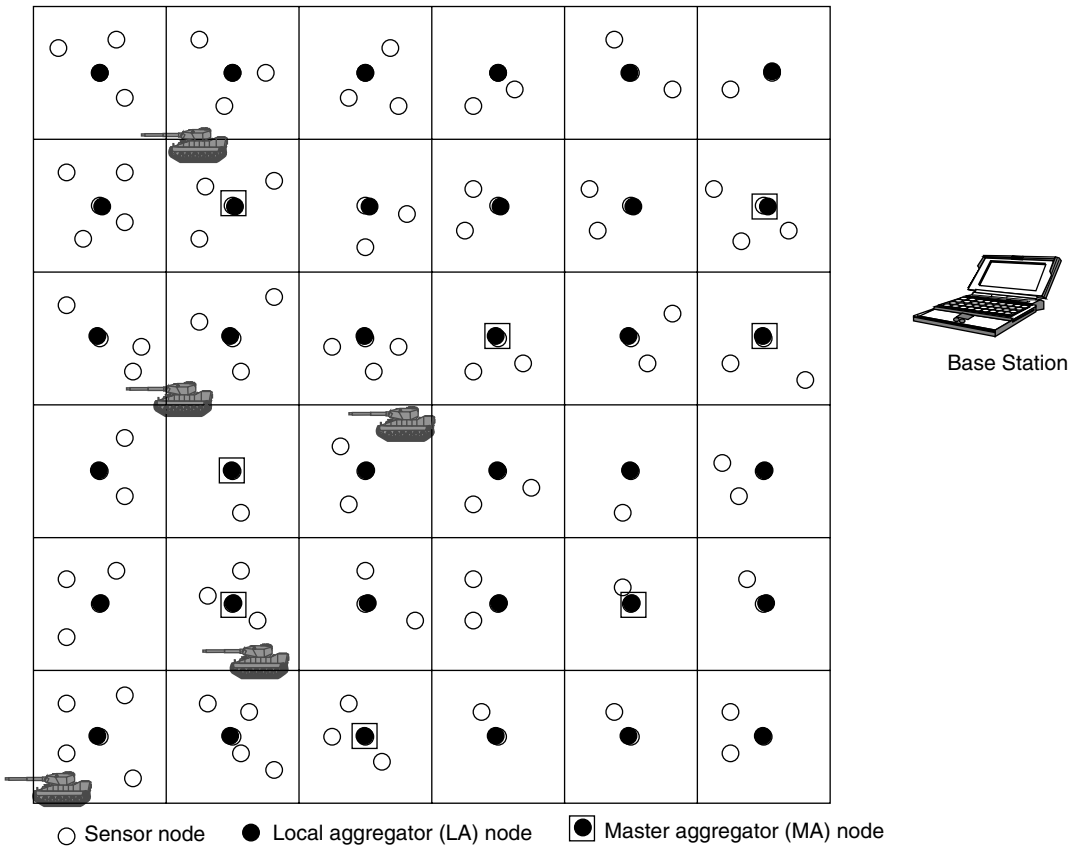 Base Station
Sensor node
Local aggregator (LA) node
Master aggregator (MA) node